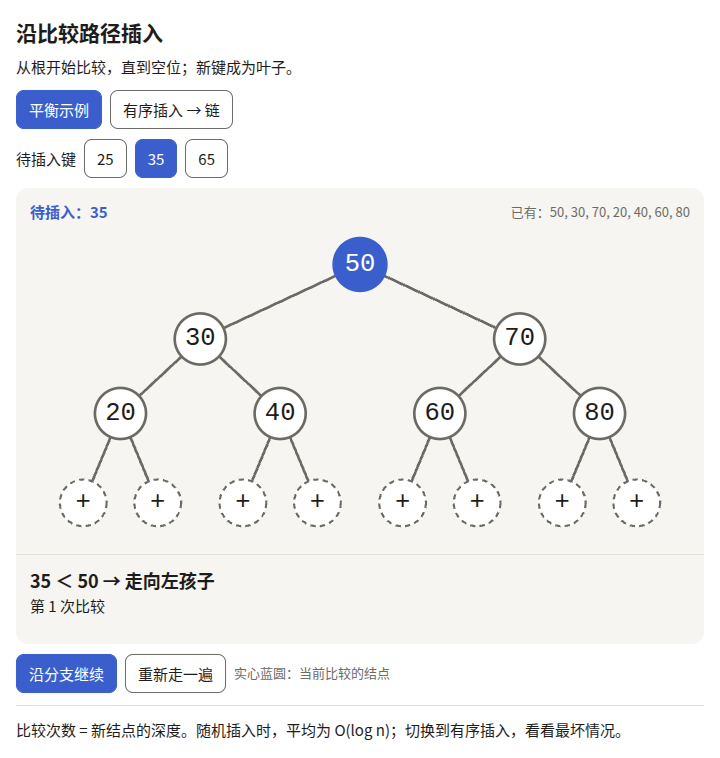 沿比较路径插入
从根开始比较，直到空位；新键成为叶子。
平衡示例 有序插入 → 链
待插入键 25 35 65
待插入：35 已有：50, 30, 70, 20, 40, 60, 80
50
30 70
20 40 60 80
+ + + + + + + +
35 < 50 → 走向左孩子
第 1 次比较
沿分支继续 重新走一遍 实心蓝圆：当前比较的结点
比较次数 = 新结点的深度。随机插入时，平均为 O(log n)；切换到有序插入，看看最坏情况。